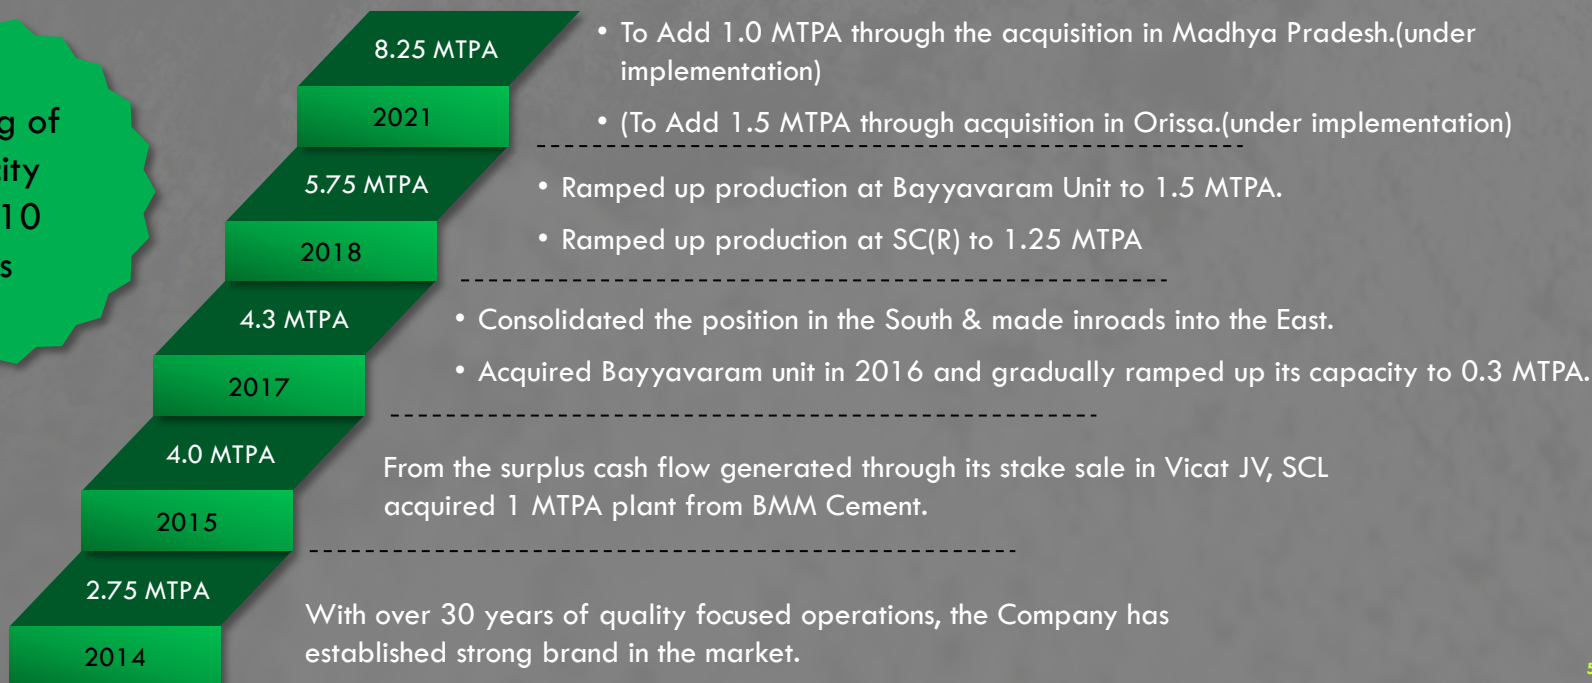 8.25 MTPA
2021
• To Add 1.0 MTPA through the acquisition in Madhya Pradesh.(under
implementation)
• (To Add 1.5 MTPA through acquisition in Orissa.(under implementation)
5.75 MTPA
2018
• Ramped up production at Bayyavaram Unit to 1.5 MTPA.
• Ramped up production at SC(R) to 1.25 MTPA
4.3 MTPA
2017
• Consolidated the position in the South & made inroads into the East.
• Acquired Bayyavaram unit in 2016 and gradually ramped up its capacity to 0.3 MTPA.
4.0 MTPA
2015
From the surplus cash flow generated through its stake sale in Vicat JV, SCL
acquired 1 MTPA plant from BMM Cement.
2.75 MTPA
2014
With over 30 years of quality focused operations, the Company has
established strong brand in the market.
of
10